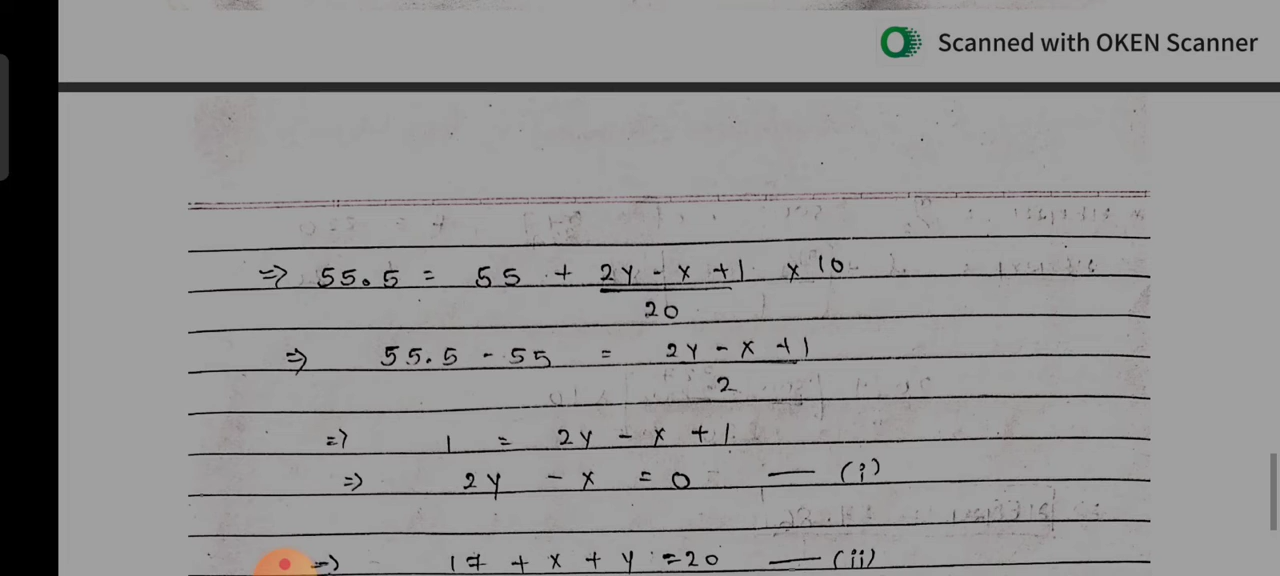 Scanned with OKEN Scanner
=> 55.5 = 55 + 2y - x + 1 x 10
20
=> 55.5 - 55 = 2y - x + 1
2
=> 1 = 2y - x + 1
=> 2y - x = 0 — (i)
=> 17 + x + y = 20 — (ii)